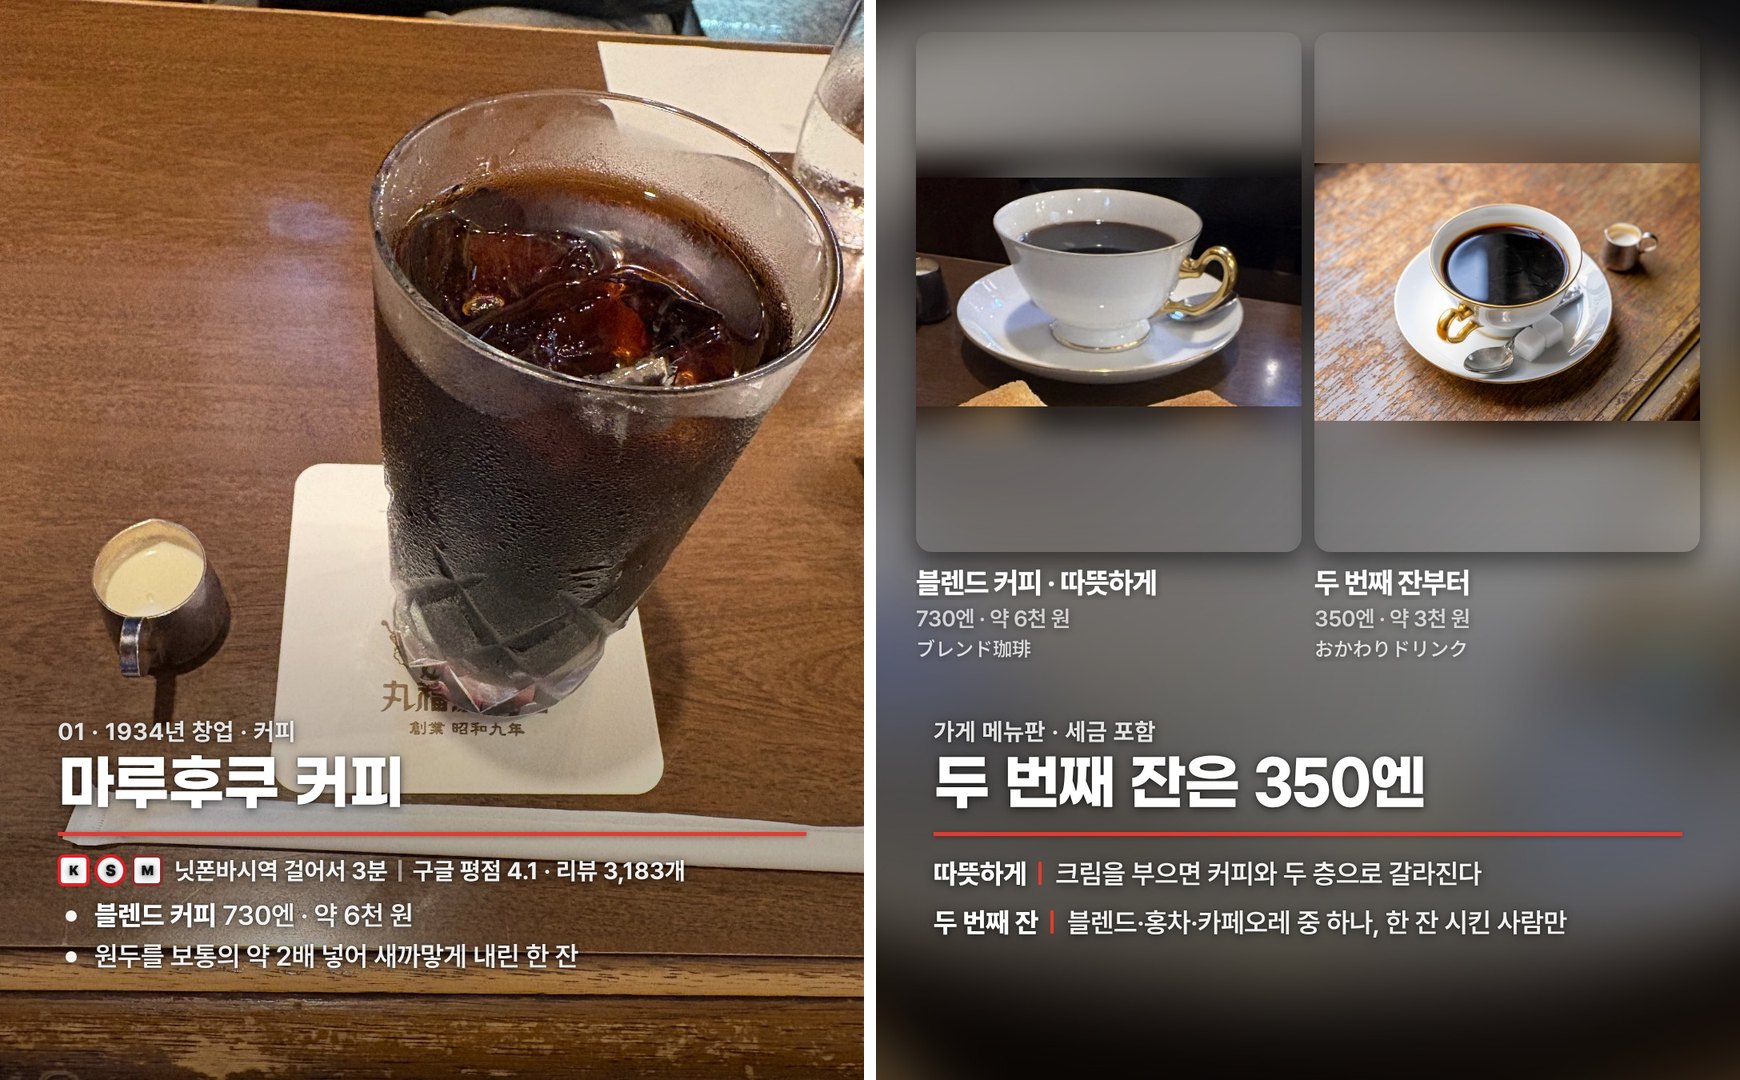 丸福
創業 昭和九年
01 · 1934년 창업 · 커피
마루후쿠 커피
K S M 닛폰바시역 걸어서 3분 | 구글 평점 4.1 · 리뷰 3,183개
• 블렌드 커피 730엔 · 약 6천 원
• 원두를 보통의 약 2배 넣어 새까맣게 내린 한 잔
블렌드 커피 · 따뜻하게
730엔 · 약 6천 원
ブレンド珈琲
두 번째 잔부터
350엔 · 약 3천 원
おかわりドリンク
가게 메뉴판 · 세금 포함
두 번째 잔은 350엔
따뜻하게 | 크림을 부으면 커피와 두 층으로 갈라진다
두 번째 잔 | 블렌드·홍차·카페오레 중 하나, 한 잔 시킨 사람만